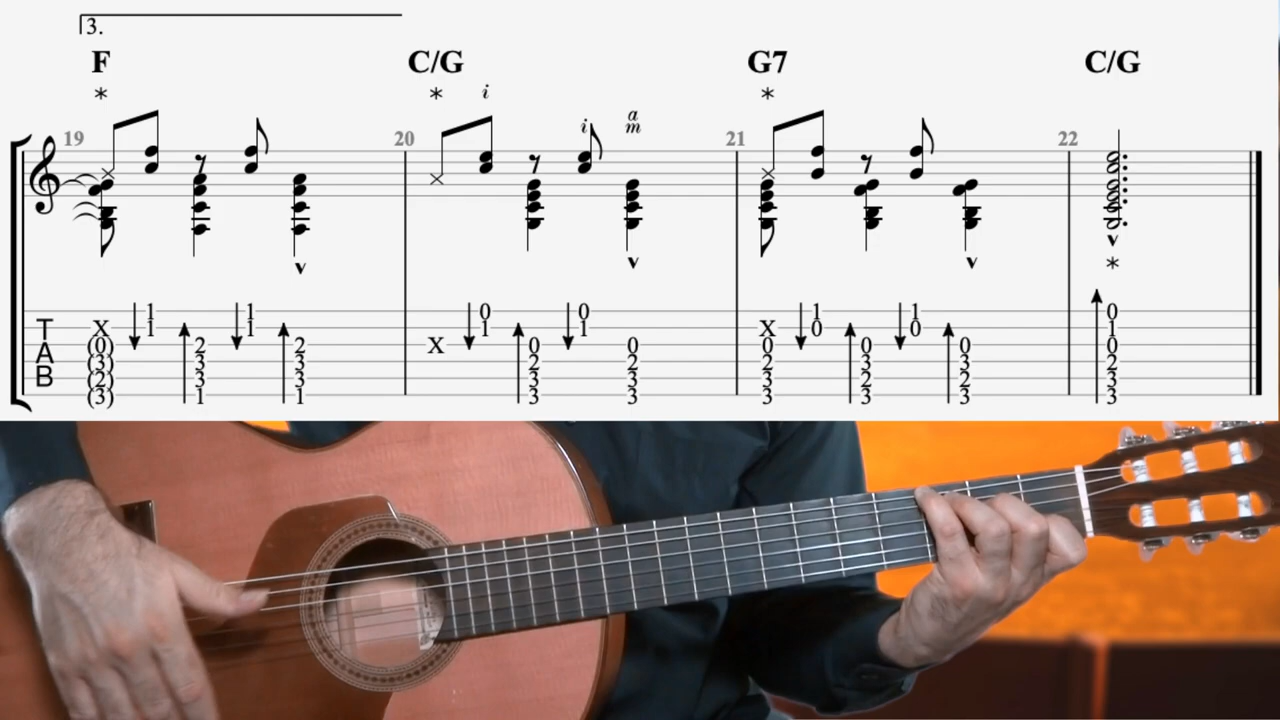 3.
F C/G G7 C/G
* * i * 
i a
m
19 20 21 22
*
1 1 0 0 1 1 0
T X 1 1 1 1 X 0 0 1
A (0) 2 2 X 0 0 0 0 0 0
(3) 3 3 2 2 2 3 3 2
B (2) 3 3 3 3 3 2 2 3
(3) 1 1 3 3 3 3 3 3